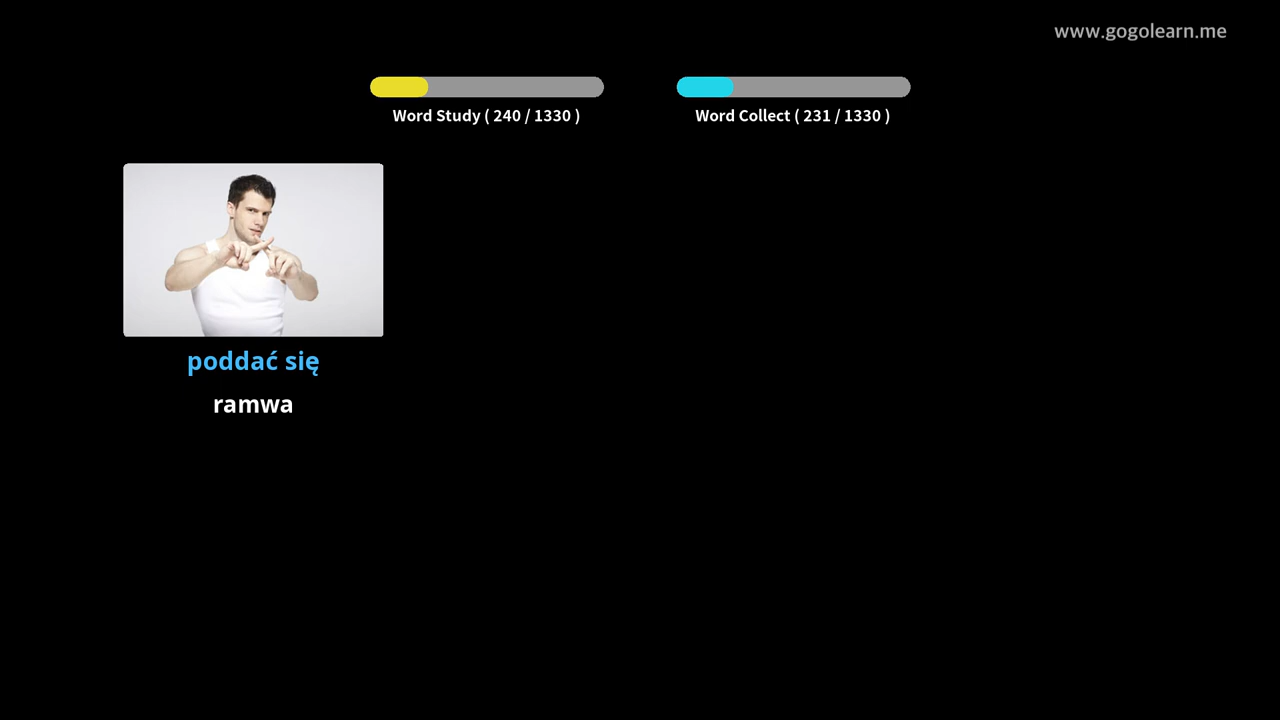 www.gogolearn.me
Word Study ( 240 / 1330 )
Word Collect ( 231 / 1330 )
poddać się
ramwa